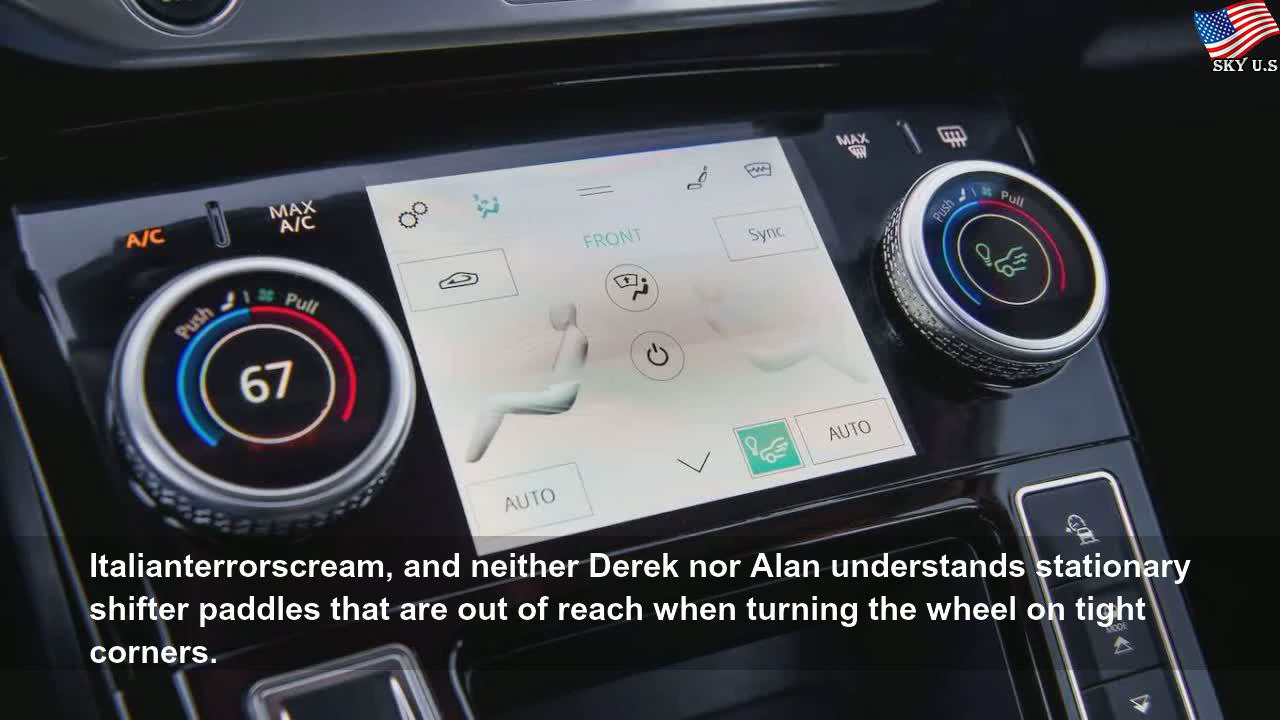 SKY U.S
MAX
MAX
A/C
A/C
Push
Pull
FRONT
Sync
Push
Pull
67
AUTO
AUTO
Italianterrorscream, and neither Derek nor Alan understands stationary
shifter paddles that are out of reach when turning the wheel on tight
corners.
MODE